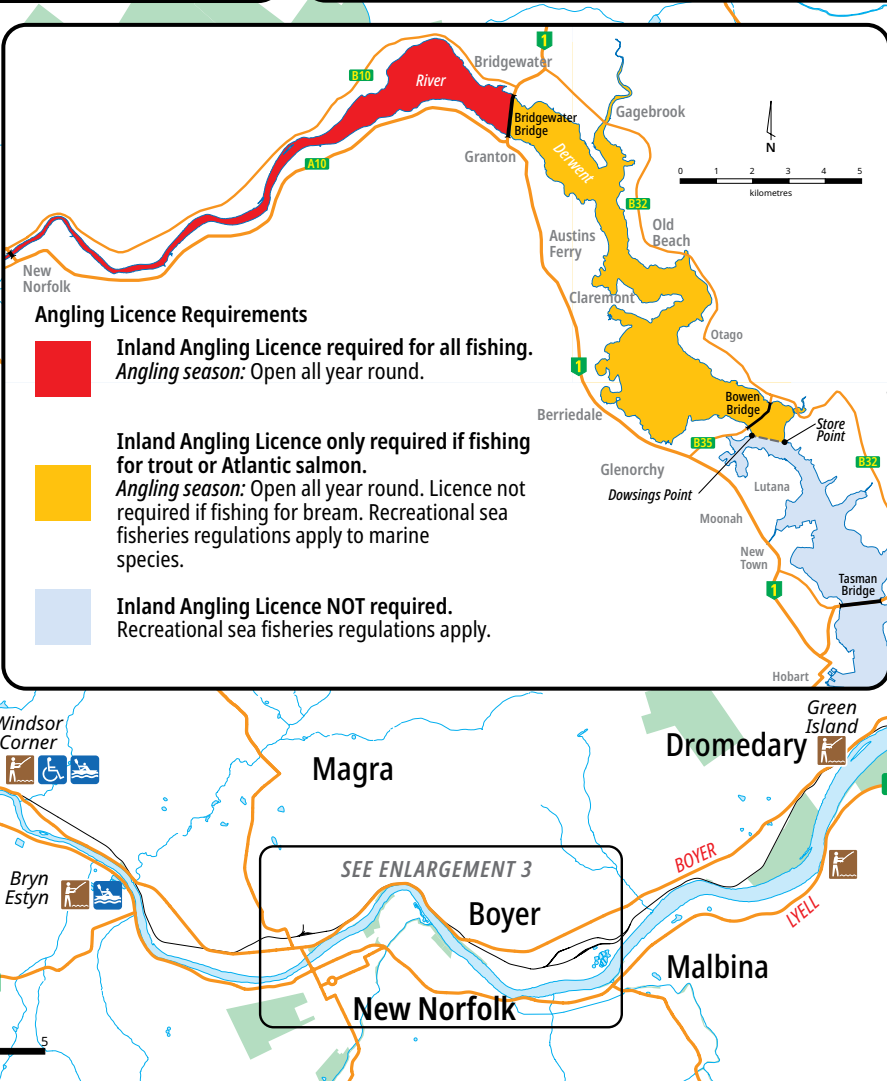 1
Bridgewater
B10
River
Bridgewater
Bridge
Gagebrook
Granton
A10
Derwent
N
0 1 2 3 4 5
kilometres
B32
Old
Beach
Austins
Ferry
New
Norfolk
Claremont
Otago
1
Berriedale
Bowen
Bridge
Store
Point
B35
B32
Glenorchy
Dowsings Point
Lutana
Moonah
New
Town
Tasman
Bridge
1
Hobart
Angling Licence Requirements
Inland Angling Licence required for all fishing.
Angling season: Open all year round.
Inland Angling Licence only required if fishing
for trout or Atlantic salmon.
Angling season: Open all year round. Licence not
required if fishing for bream. Recreational sea
fisheries regulations apply to marine
species.
Inland Angling Licence NOT required.
Recreational sea fisheries regulations apply.
Windsor
Corner
Magra
Dromedary
Green
Island
Bryn
Estyn
SEE ENLARGEMENT 3
Boyer
BOYER
LYELL
Malbina
New Norfolk
5